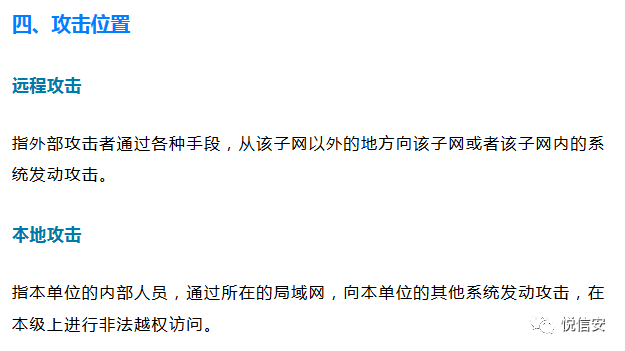 四、攻击位置
远程攻击
指外部攻击者通过各种手段，从该子网以外的地方向该子网或者该子网内的系
统发动攻击。
本地攻击
指本单位的内部人员，通过所在的局域网，向本单位的其他系统发动攻击，在
本级上进行非法越权访问。
悦信安